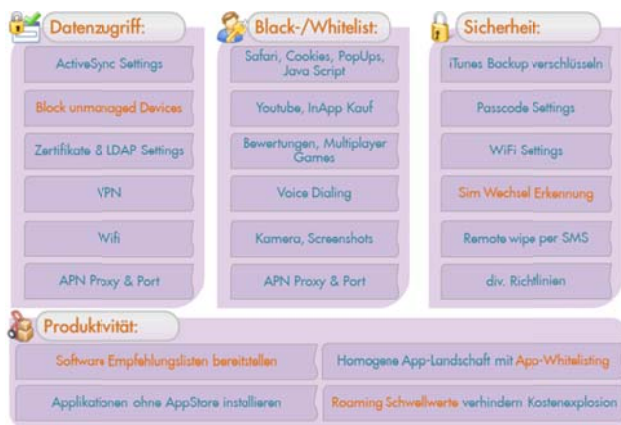 Datenzugriff:
ActiveSync Settings
Block unmanaged Devices
Zertifikate & LDAP Settings
VPN
Wifi
APN Proxy & Port
Black-/Whitelist:
Safari, Cookies, PopUps,
Java Script
Youtube, InApp Kauf
Bewertungen, Multiplayer
Games
Voice Dialing
Kamera, Screenshots
APN Proxy & Port
Sicherheit:
iTunes Backup verschlüsseln
Passcode Settings
WiFi Settings
Sim Wechsel Erkennung
Remote wipe per SMS
div. Richtlinien
Produktivität:
Software Empfehlungslisten bereitstellen
Homogene App-Landschaft mit App-Whitelisting
Applikationen ohne AppStore installieren
Roaming Schwellwerte verhindern Kostenexplosion